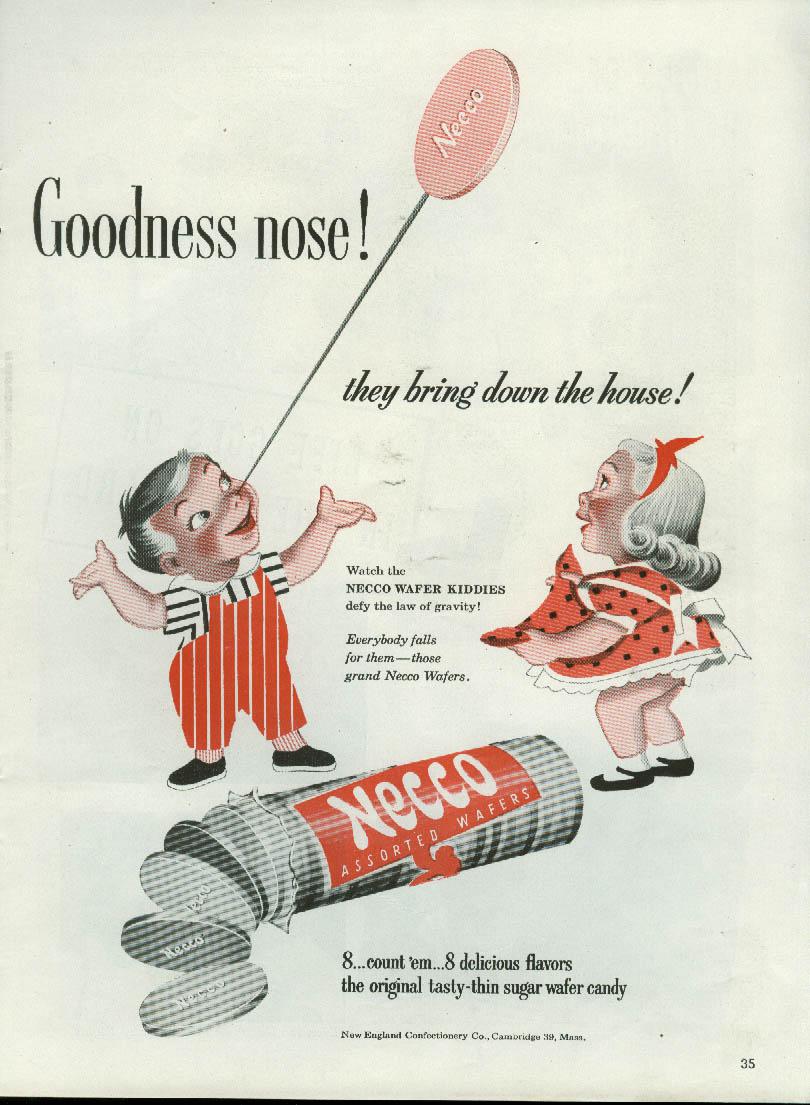 Necco
Goodness nose!
they bring down the house!
Watch the
NECCO WAFER KIDDIES
defy the law of gravity!
Everybody falls
for them—those
grand Necco Wafers.
NECCO
ASSORTED WAFERS
Necco
Necco
NECCO
8...count 'em...8 delicious flavors
the original tasty-thin sugar wafer candy
New England Confectionery Co., Cambridge 39, Mass.
35